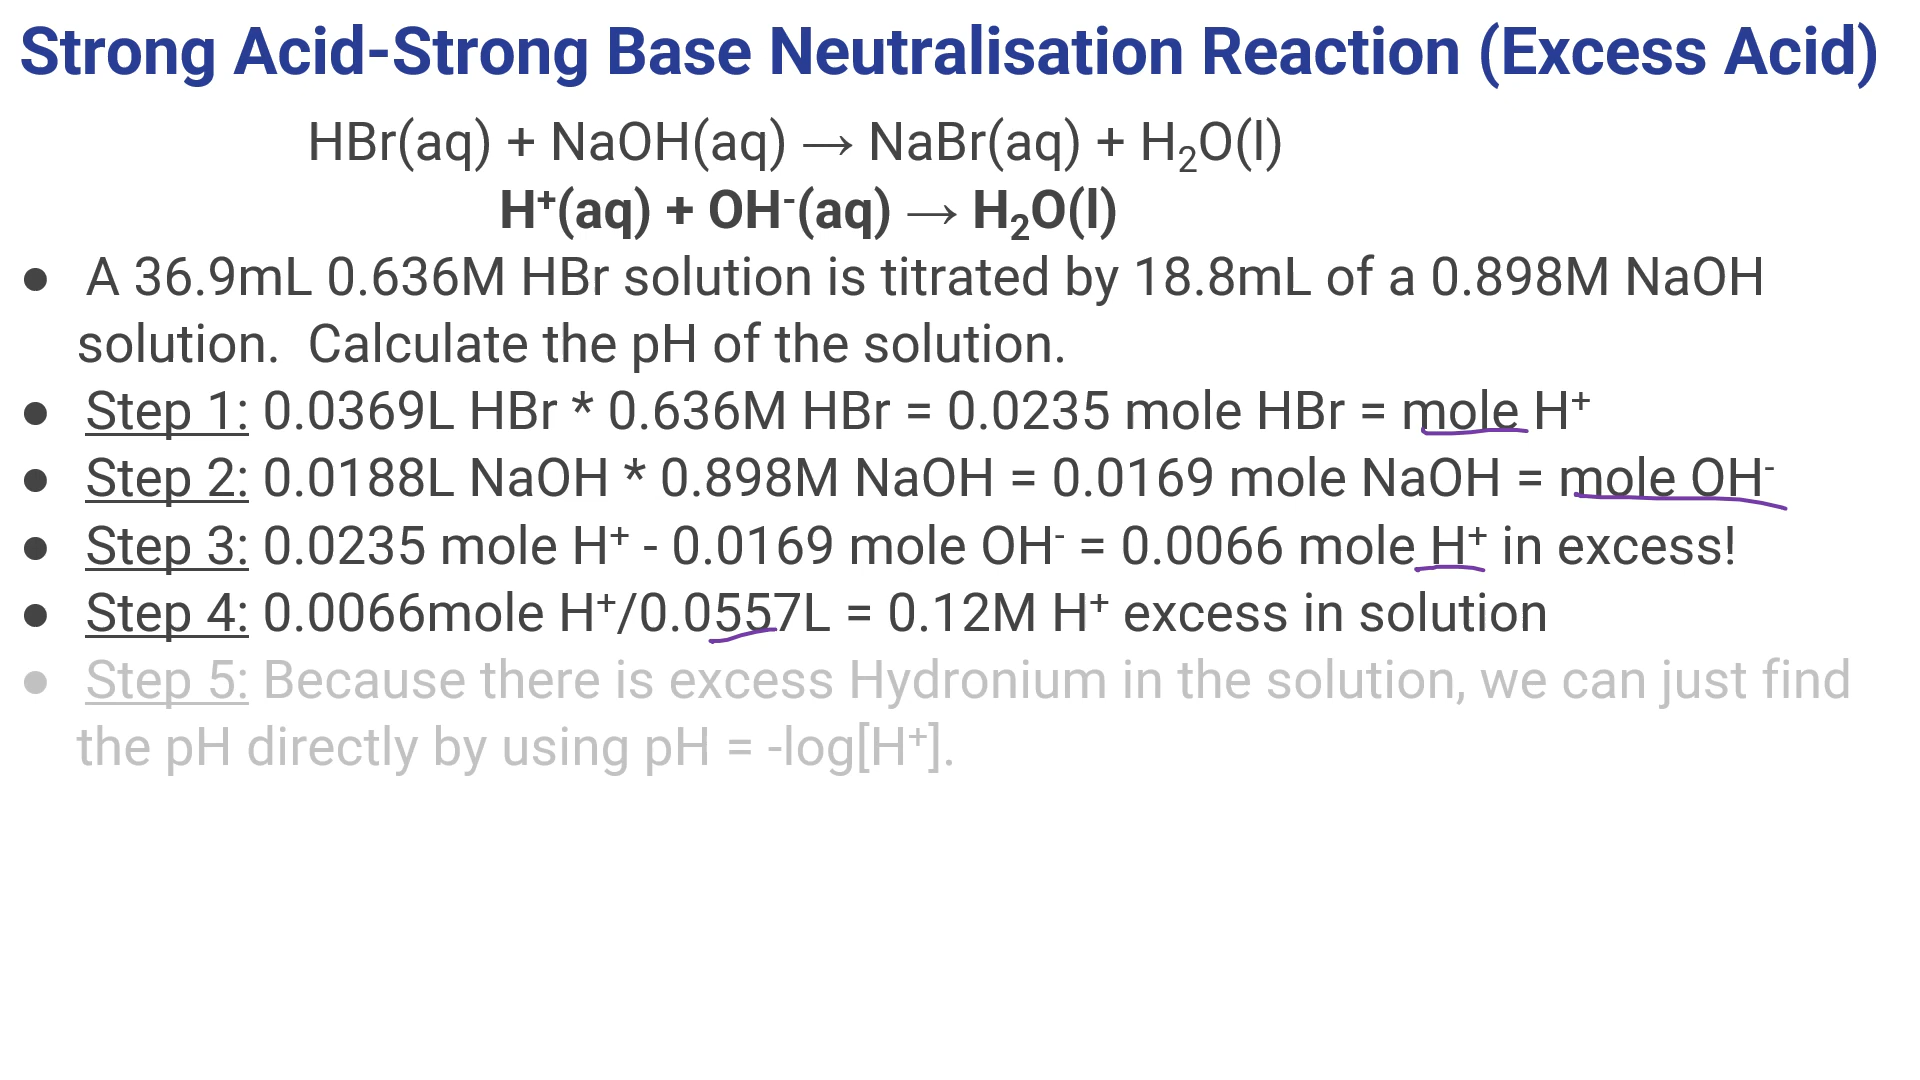 Strong Acid-Strong Base Neutralisation Reaction (Excess Acid)
HBr(aq) + NaOH(aq) → NaBr(aq) + H₂O(l)
H⁺(aq) + OH⁻(aq) → H₂O(l)
● A 36.9mL 0.636M HBr solution is titrated by 18.8mL of a 0.898M NaOH
solution.  Calculate the pH of the solution.
● Step 1: 0.0369L HBr * 0.636M HBr = 0.0235 mole HBr = mole H⁺
● Step 2: 0.0188L NaOH * 0.898M NaOH = 0.0169 mole NaOH = mole OH⁻
● Step 3: 0.0235 mole H⁺ - 0.0169 mole OH⁻ = 0.0066 mole H⁺ in excess!
● Step 4: 0.0066mole H⁺/0.0557L = 0.12M H⁺ excess in solution
● Step 5: Because there is excess Hydronium in the solution, we can just find
the pH directly by using pH = -log[H⁺].